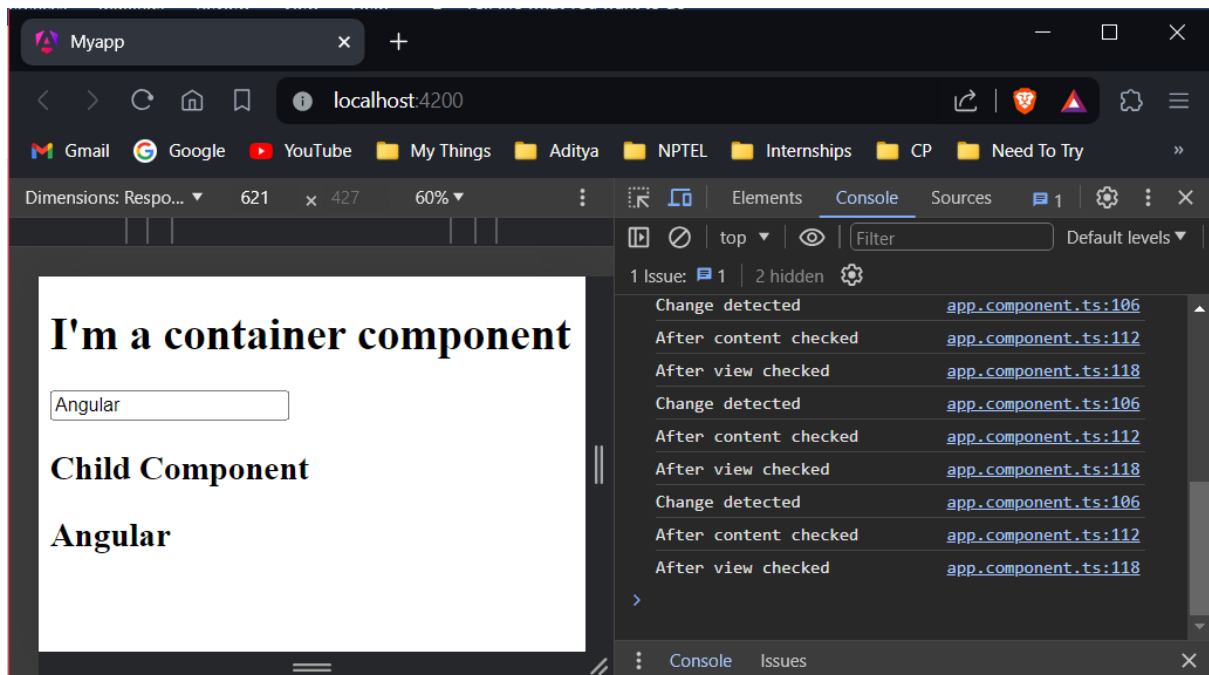 Myapp
localhost:4200
Gmail Google YouTube My Things Aditya NPTEL Internships CP Need To Try »
Dimensions: Respo... ▼ 621 × 427 60% ▼
Elements Console Sources 1
top ▼ Filter Default levels ▼
1 Issue: 1 2 hidden
I'm a container component
Angular
Child Component
Angular
Change detected app.component.ts:106
After content checked app.component.ts:112
After view checked app.component.ts:118
Change detected app.component.ts:106
After content checked app.component.ts:112
After view checked app.component.ts:118
Change detected app.component.ts:106
After content checked app.component.ts:112
After view checked app.component.ts:118
Console Issues